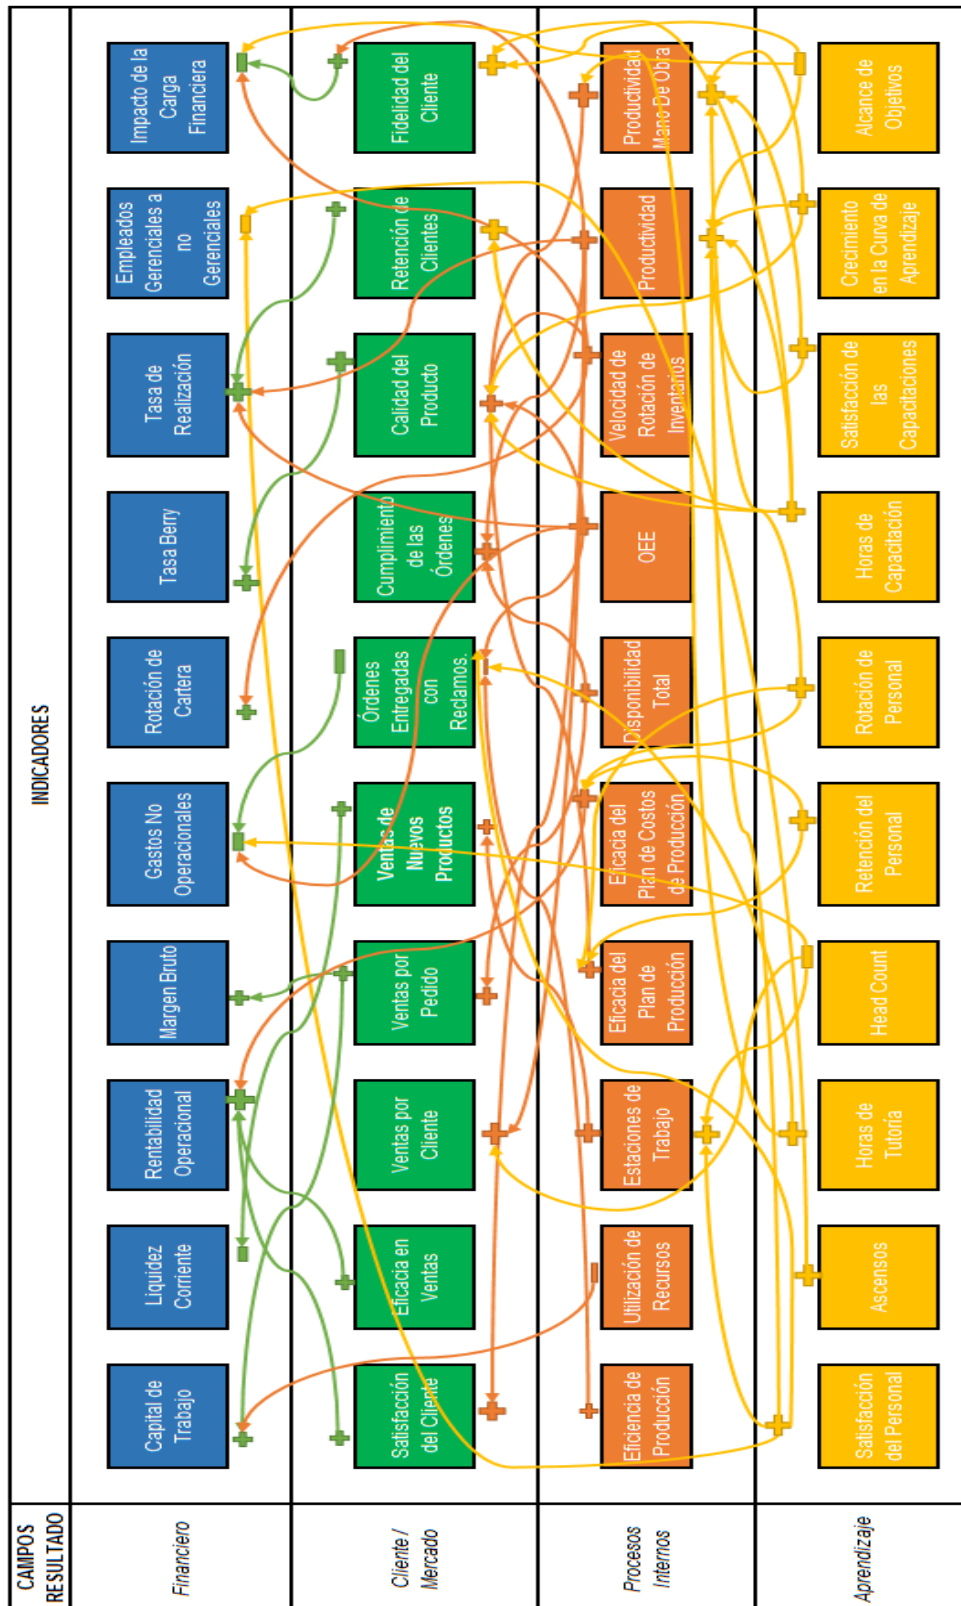 CAMPOS
RESULTADO
INDICADORES
Financiero
Capital de
Trabajo
Liquidez
Corriente
Rentabilidad
Operacional
Margen Bruto
Gastos No
Operacionales
Rotación de
Cartera
Tasa Berry
Tasa de
Realización
Empleados
Gerenciales a
no
Gerenciales
Impacto de la
Carga
Financiera
Cliente /
Mercado
Satisfacción
del Cliente
Eficacia en
Ventas
Ventas por
Cliente
Ventas por
Pedido
Ventas de
Nuevos
Productos
Órdenes
Entregadas
con
Reclamos.
Cumplimiento
de las
Órdenes
Calidad del
Producto
Retención de
Clientes
Fidelidad del
Cliente
Procesos
Internos
Eficiencia de
Producción
Utilización de
Recursos
Estaciones de
Trabajo
Eficacia del
Plan de
Producción
Eficacia del
Plan de Costos
de Producción
Disponibilidad
Total
OEE
Velocidad de
Rotación de
Inventarios
Productividad
Productividad
Mano De Obra
Aprendizaje
Satisfacción
del Personal
Ascensos
Horas de
Tutoría
Head Count
Retención del
Personal
Rotación de
Personal
Horas de
Capacitación
Satisfacción de
las
Capacitaciones
Crecimiento
en la Curva de
Aprendizaje
Alcance de
Objetivos